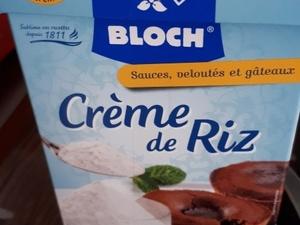 BLOCH
Sublime vos recettes
depuis 1811
Sauces, veloutés et gâteaux
Crème
de Riz